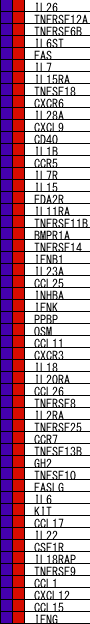 IL26
TNFRSF12A
TNFRSF6B
IL6ST
FAS
IL7
IL15RA
TNFSF18
CXCR6
IL28A
CXCL9
CD40
IL1B
CCR5
IL7R
IL15
EDA2R
IL11RA
TNFRSF11B
BMPR1A
TNFRSF14
IFNB1
IL23A
CCL25
INHBA
IFNK
PPBP
OSM
CCL11
CXCR3
IL18
IL20RA
CCL26
TNFRSF8
IL2RA
TNFRSF25
CCR7
TNFSF13B
GH2
TNFSF10
FASLG
IL6
KIT
CCL17
IL22
CSF1R
IL18RAP
TNFRSF9
CCL1
CXCL12
CCL15
IFNG